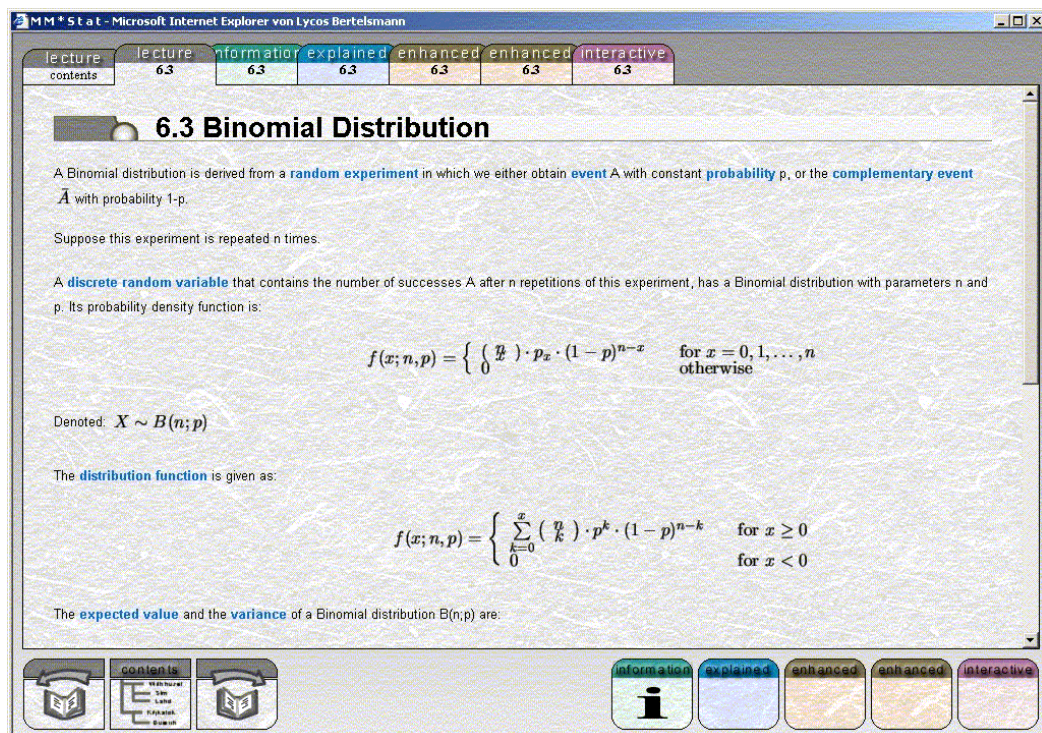 MM*Stat - Microsoft Internet Explorer von Lycos Bertelsmann
lecture
contents
lecture
6.3
nformation
6.3
explained
6.3
enhanced
6.3
enhanced
6.3
interactive
6.3
6.3 Binomial Distribution
A Binomial distribution is derived from a random experiment in which we either obtain event A with constant probability p, or the complementary event
Ā with probability 1-p.
Suppose this experiment is repeated n times.
A discrete random variable that contains the number of successes A after n repetitions of this experiment, has a Binomial distribution with parameters n and
p. Its probability density function is:
f(x; n, p) = { (n x) · p_x · (1 − p)^{n−x} for x = 0, 1, . . . , n
0 otherwise
Denoted: X ∼ B(n; p)
The distribution function is given as:
f(x; n, p) = { ∑_{k=0}^{x} (n k) · p^k · (1 − p)^{n−k} for x ≥ 0
0 for x < 0
The expected value and the variance of a Binomial distribution B(n;p) are:
contents
information
explained
enhanced
enhanced
interactive
i